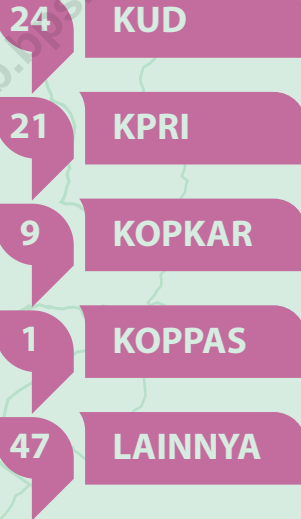 24 KUD
21 KPRI
9 KOPKAR
1 KOPPAS
47 LAINNYA